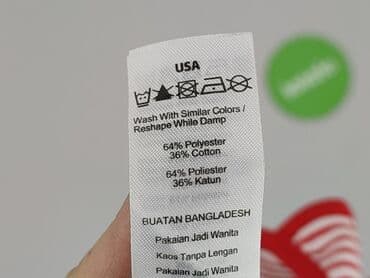 USA
Wash With Similar Colors /
Reshape While Damp
64% Polyester
36% Cotton
64% Poliester
36% Katun
BUATAN BANGLADESH
Pakaian Jadi Wanita
Kaos Tanpa Lengan
Pakaian Jadi Wanita